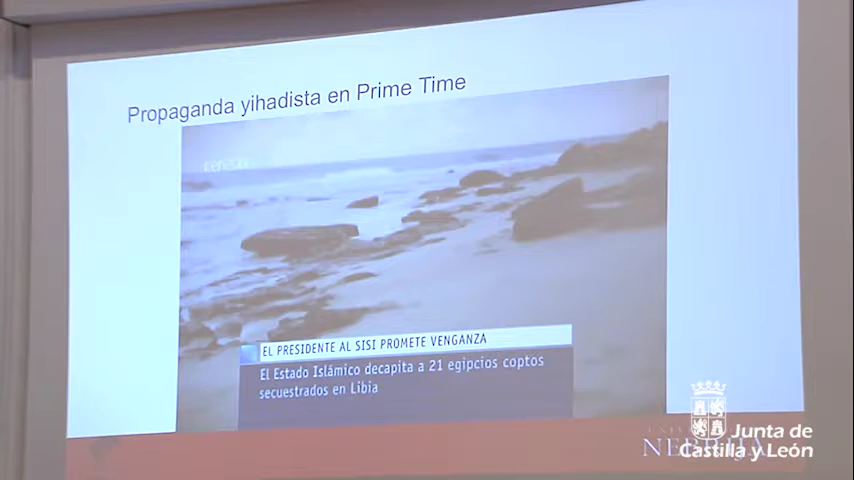 Propaganda yihadista en Prime Time
EL PRESIDENTE AL SISI PROMETE VENGANZA
El Estado Islámico decapita a 21 egipcios coptos
secuestrados en Libia
Junta de
Castilla y León